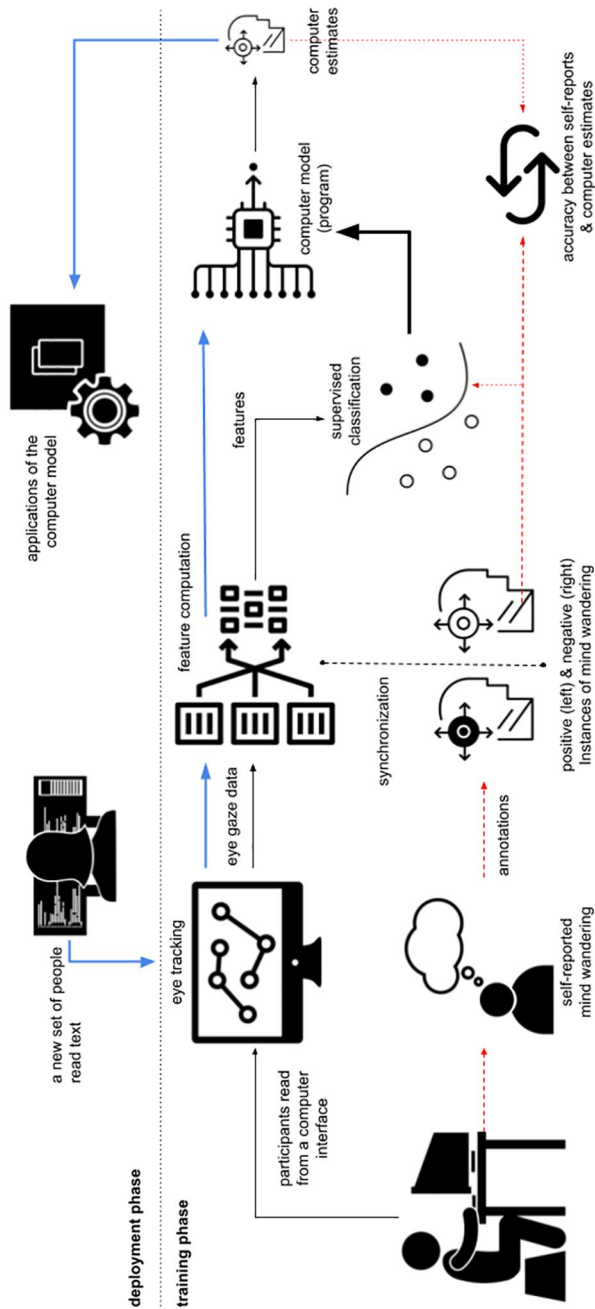 deployment phase
training phase
a new set of people
read text
applications of the
computer model
participants read
from a computer
interface
eye tracking
eye gaze data
feature computation
features
computer model
(program)
computer
estimates
synchronization
supervised
classification
self-reported
mind wandering
annotations
positive (left) & negative (right)
Instances of mind wandering
accuracy between self-reports
& computer estimates